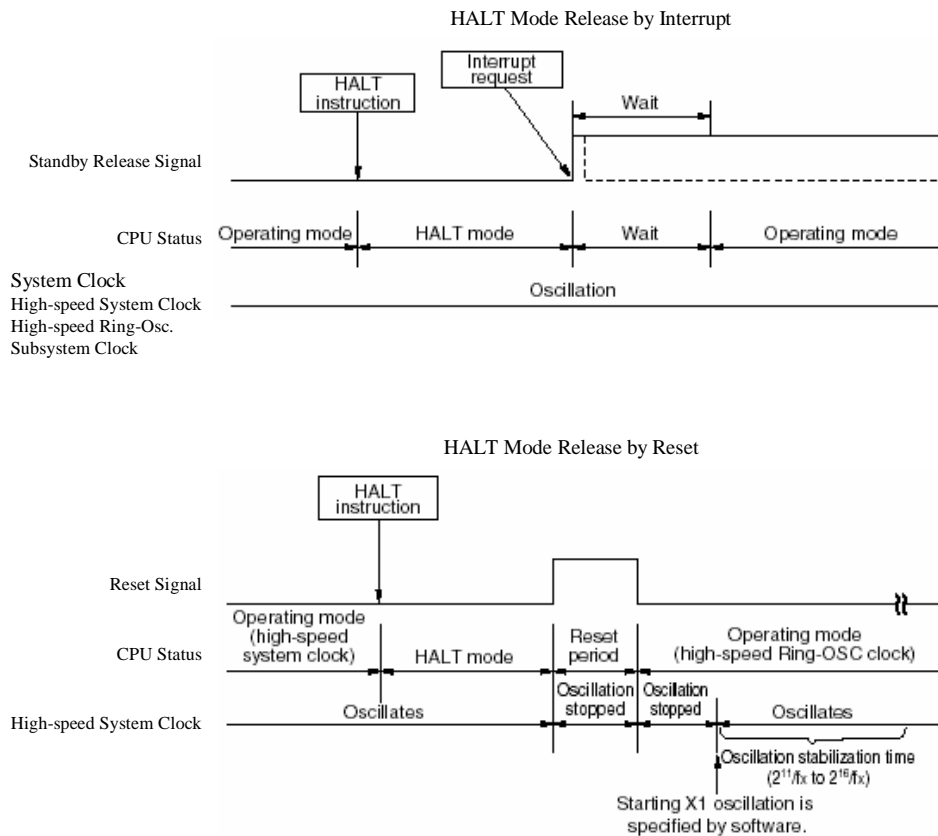 HALT Mode Release by Interrupt
HALT
instruction
Interrupt
request
Wait
Standby Release Signal
CPU Status
Operating mode
HALT mode
Wait
Operating mode
System Clock
High-speed System Clock
High-speed Ring-Osc.
Subsystem Clock
Oscillation
HALT Mode Release by Reset
HALT
instruction
Reset Signal
CPU Status
Operating mode
(high-speed
system clock)
HALT mode
Reset
period
Operating mode
(high-speed Ring-OSC clock)
High-speed System Clock
Oscillates
Oscillation
stopped
Oscillation
stopped
Oscillates
Oscillation stabilization time
(2¹¹/fx to 2¹⁶/fx)
Starting X1 oscillation is
specified by software.